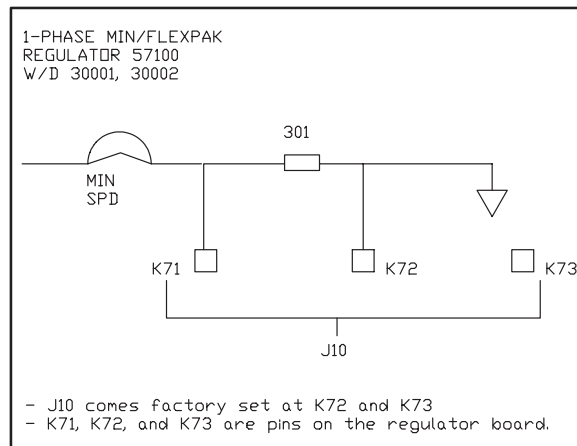 1-PHASE MIN/FLEXPAK
REGULATOR 57100
W/D 30001, 30002
301
MIN
SPD
K71
K72
K73
J10
- J10 comes factory set at K72 and K73
- K71, K72, and K73 are pins on the regulator board.